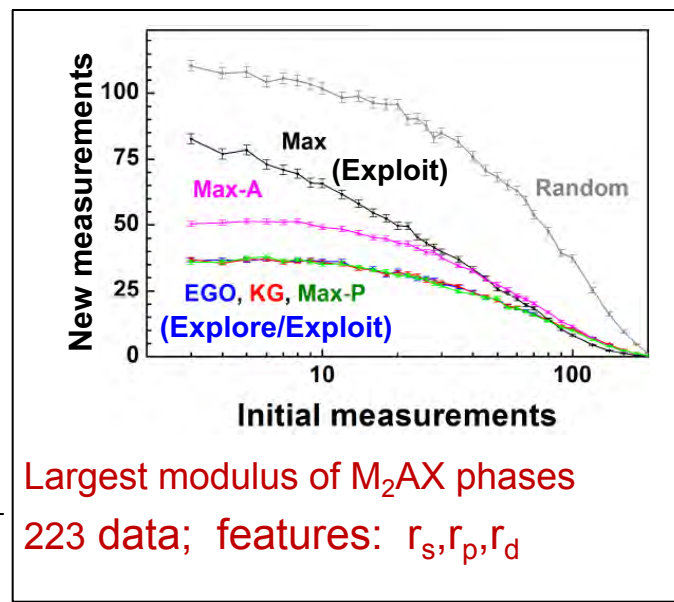 New measurements
100
75
50
25
0
Max
(Exploit)
Max-A
Random
EGO, KG, Max-P
(Explore/Exploit)
10
100
Initial measurements
Largest modulus of M₂AX phases
223 data; features: rₛ,rₚ,r_d